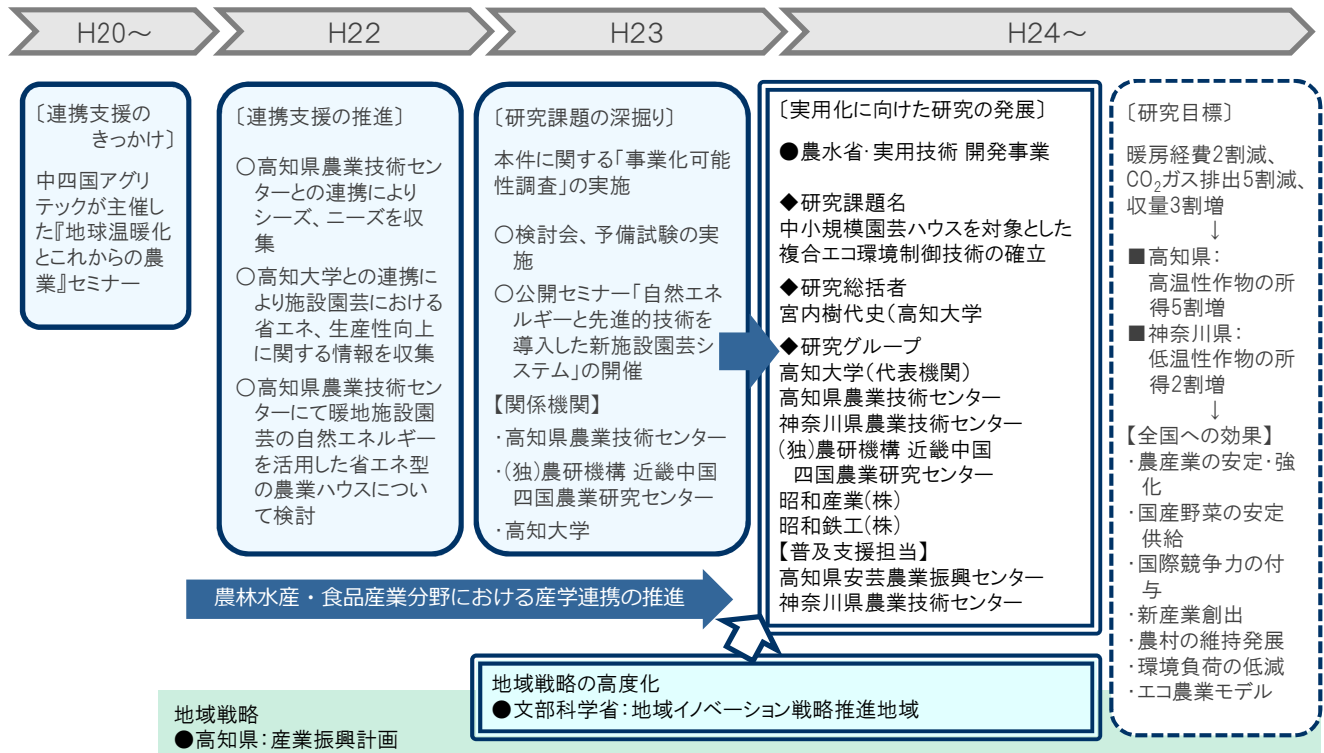 H20～
H22
H23
H24～
〔連携支援の
きっかけ〕
中四国アグリ
テックが主催し
た『地球温暖化
とこれからの農
業』セミナー
〔連携支援の推進〕
○高知県農業技術セン
ターとの連携により
シーズ、ニーズを収
集
○高知大学との連携に
より施設園芸における
省エネ、生産性向上
に関する情報を収集
○高知県農業技術セン
ターにて暖地施設園
芸の自然エネルギー
を活用した省エネ型
の農業ハウスについ
て検討
〔研究課題の深掘り〕
本件に関する「事業化可能
性調査」の実施
○検討会、予備試験の実
施
○公開セミナー「自然エネ
ルギーと先進的技術を
導入した新施設園芸シ
ステム」の開催
【関係機関】
・高知県農業技術センター
・(独)農研機構 近畿中国
四国農業研究センター
・高知大学
〔実用化に向けた研究の発展〕
●農水省・実用技術 開発事業
◆研究課題名
中小規模園芸ハウスを対象とした
複合エコ環境制御技術の確立
◆研究総括者
宮内樹代史(高知大学
◆研究グループ
高知大学(代表機関)
高知県農業技術センター
神奈川県農業技術センター
(独)農研機構 近畿中国
四国農業研究センター
昭和産業(株)
昭和鉄工(株)
【普及支援担当】
高知県安芸農業振興センター
神奈川県農業技術センター
〔研究目標〕
暖房経費2割減、
CO₂ガス排出5割減、
収量3割増
↓
■高知県：
高温性作物の所
得5割増
■神奈川県：
低温性作物の所
得2割増
↓
【全国への効果】
・農産業の安定・強
化
・国産野菜の安定
供給
・国際競争力の付
与
・新産業創出
・農村の維持発展
・環境負荷の低減
・エコ農業モデル
農林水産・食品産業分野における産学連携の推進
地域戦略の高度化
●文部科学省：地域イノベーション戦略推進地域
地域戦略
●高知県：産業振興計画